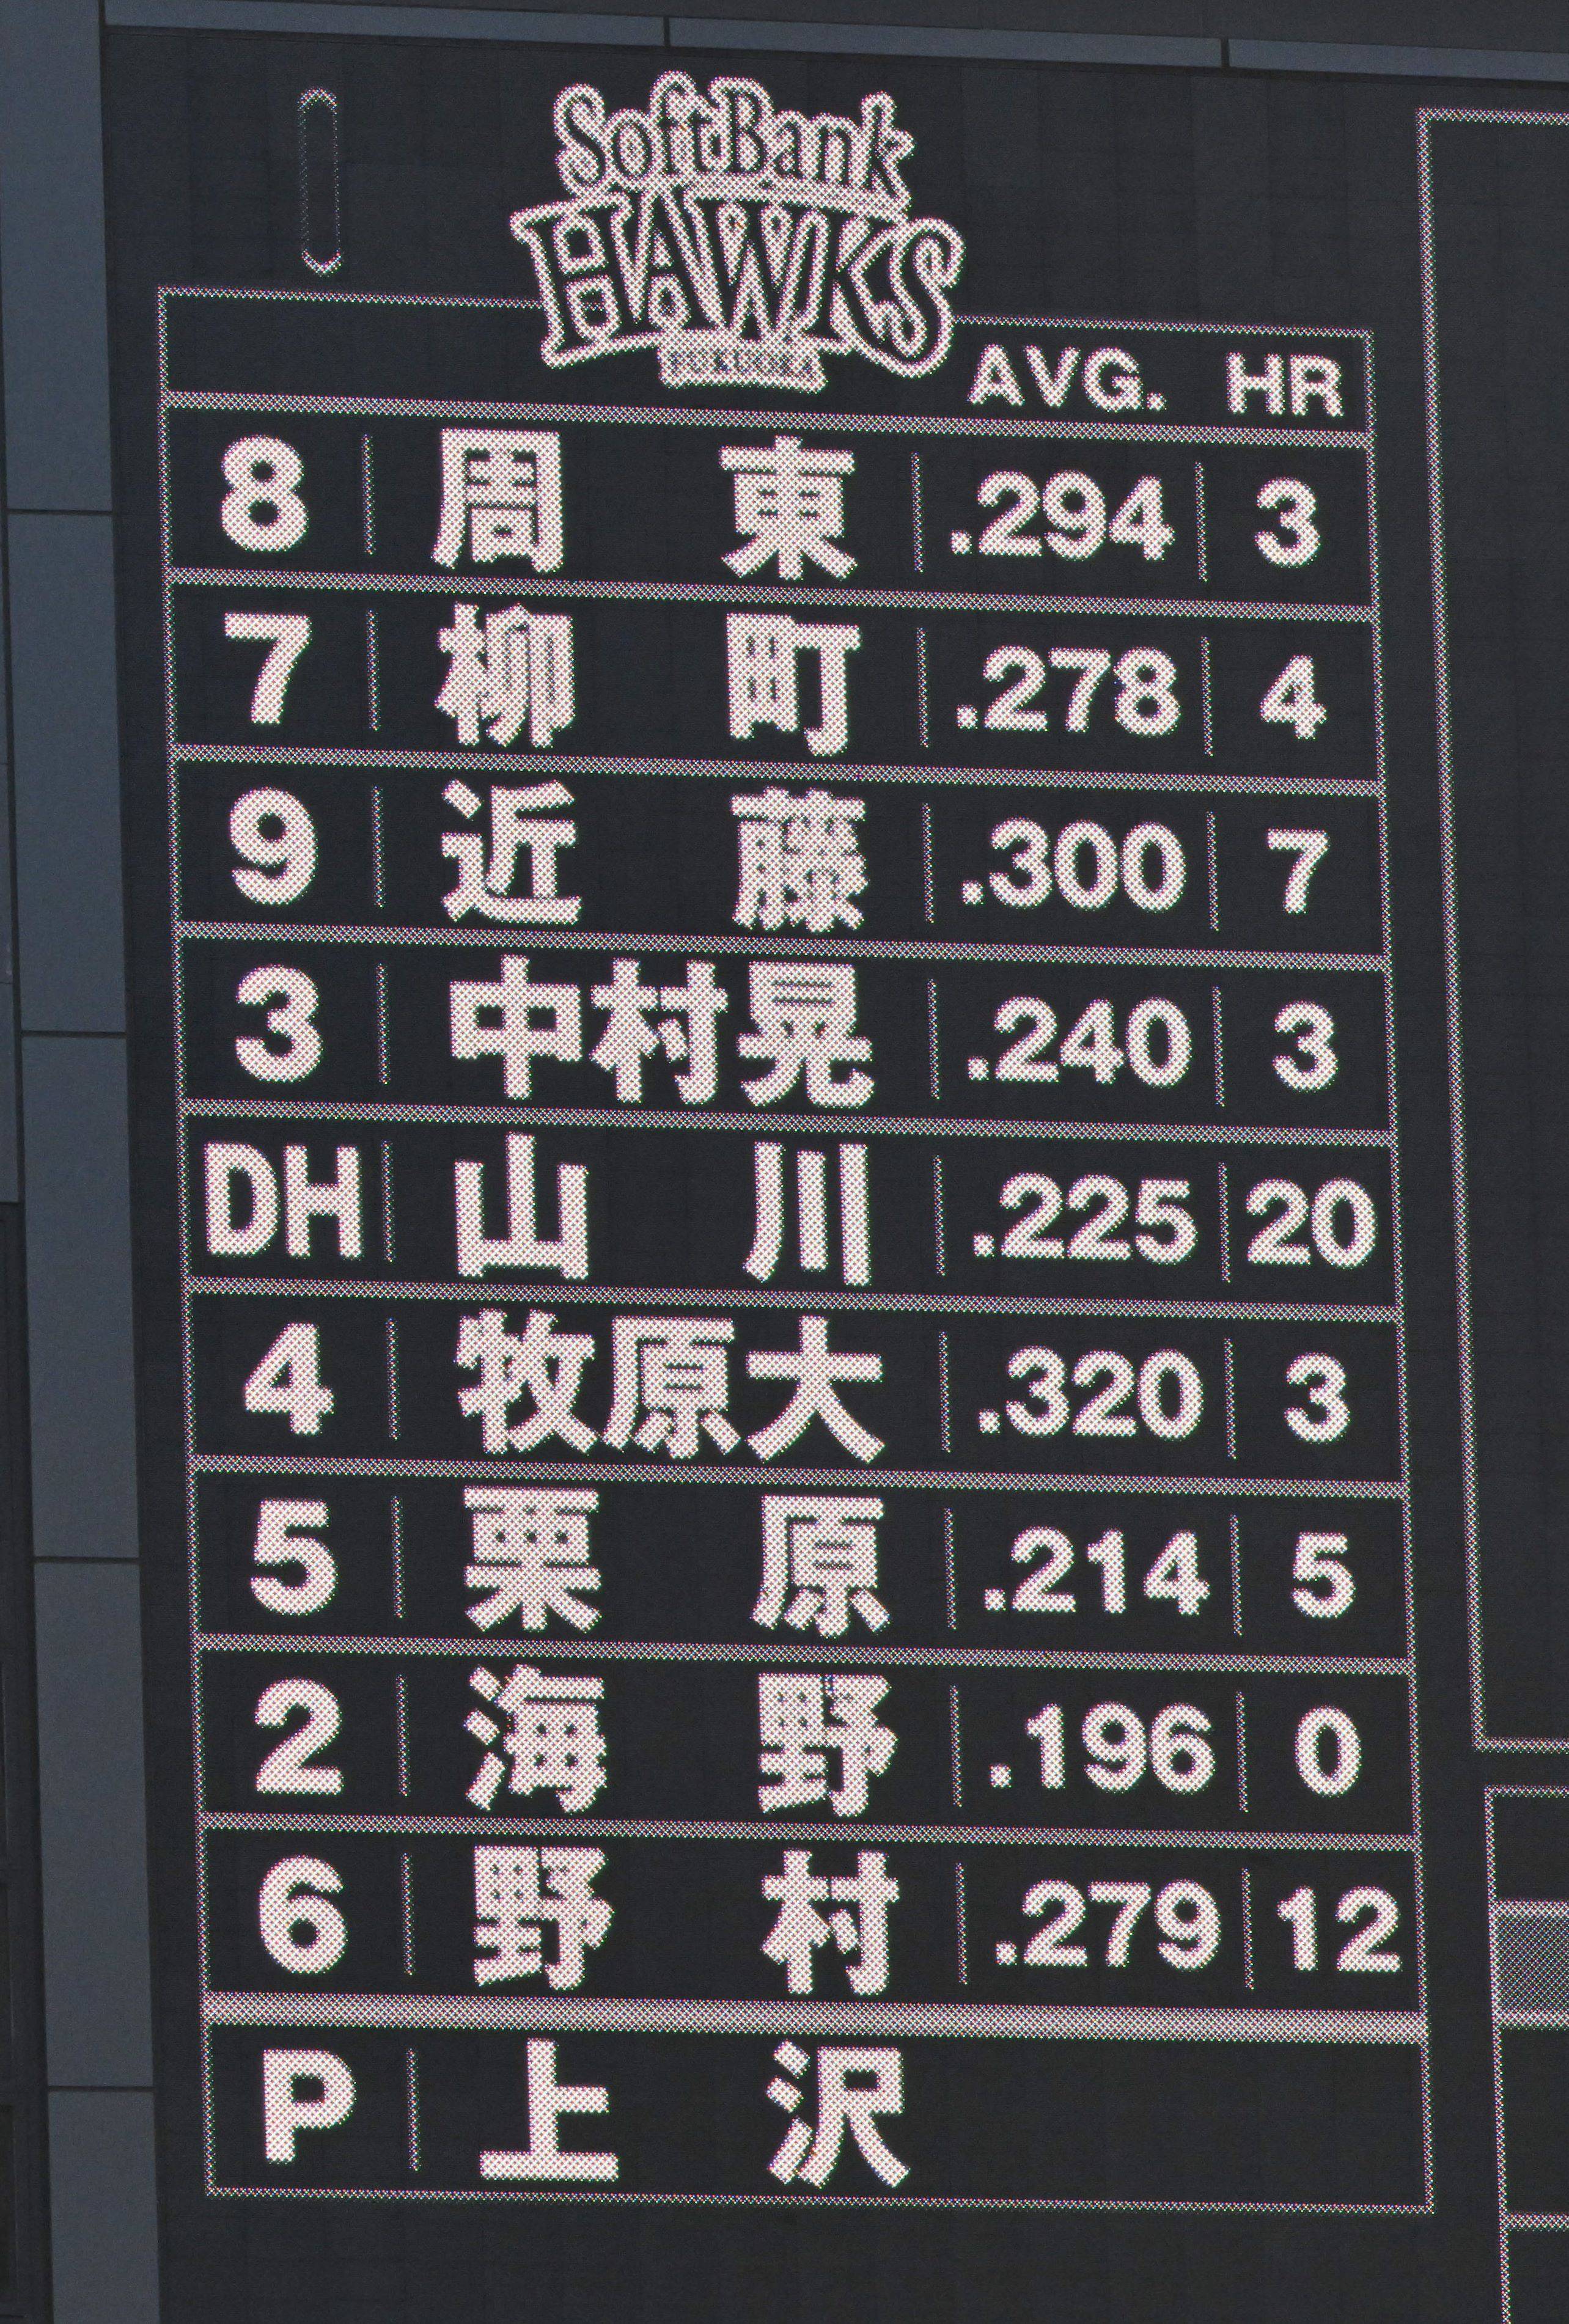 SoftBank
HAWKS
AVG. HR
8 周東 .294 3
7 柳町 .278 4
9 近藤 .300 7
3 中村晃 .240 3
DH 山川 .225 20
4 牧原大 .320 3
5 栗原 .214 5
2 海野 .196 0
6 野村 .279 12
P 上沢